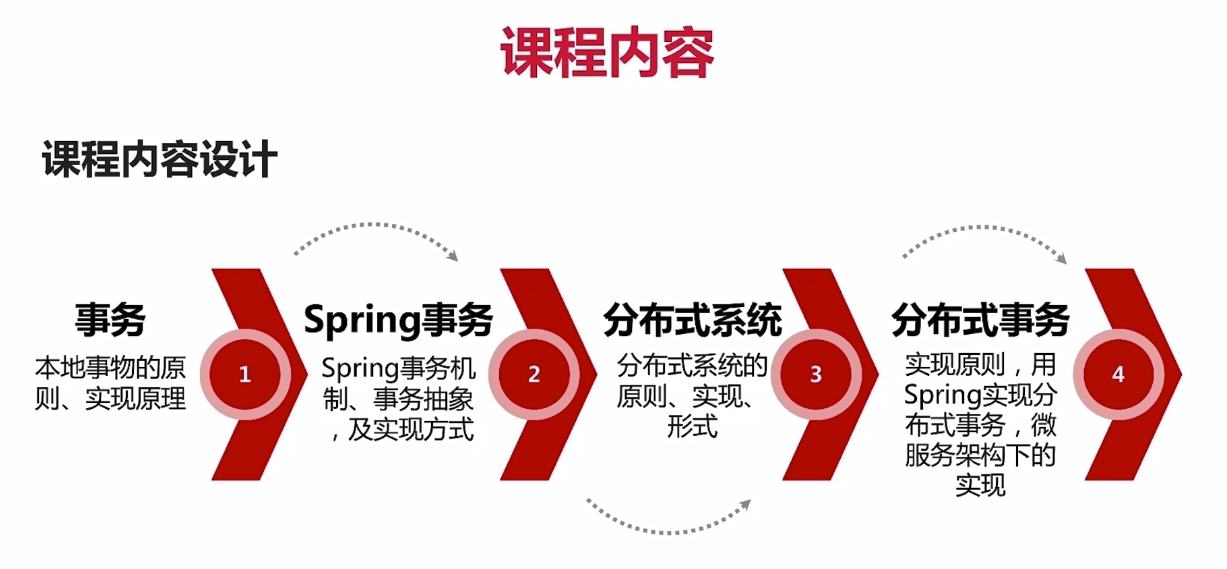 课程内容
课程内容设计
事务
本地事物的原
则、实现原理
1
Spring事务
Spring事务机
制、事务抽象
，及实现方式
2
分布式系统
分布式系统的
原则、实现、
形式
3
分布式事务
实现原则，用
Spring实现分
布式事务，微
服务架构下的
实现
4